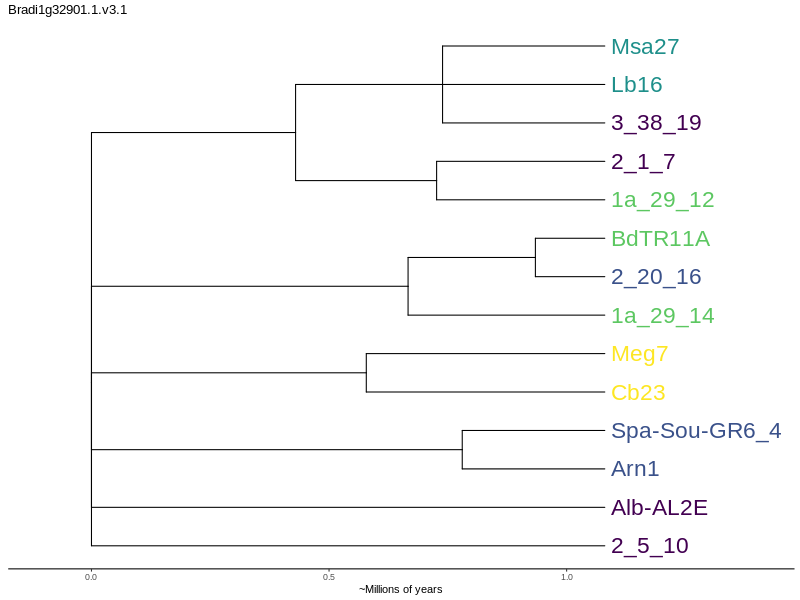 Bradi1g32901.1.v3.1
Msa27
Lb16
3_38_19
2_1_7
1a_29_12
BdTR11A
2_20_16
1a_29_14
Meg7
Cb23
Spa-Sou-GR6_4
Arn1
Alb-AL2E
2_5_10
0.0 0.5 1.0
~Millions of years